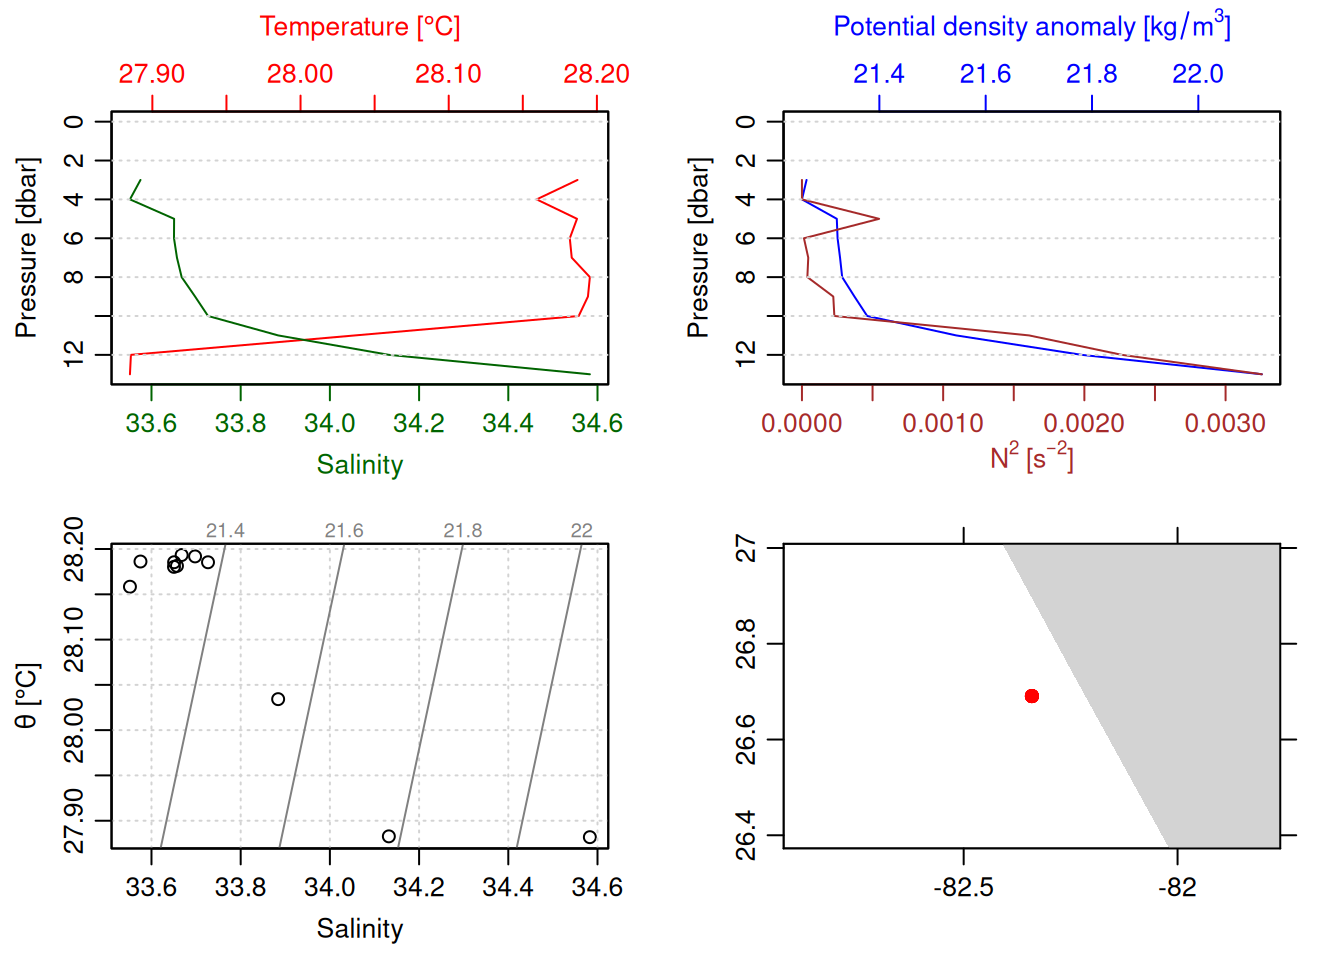 Temperature [°C]
27.90 28.00 28.10 28.20
Pressure [dbar]
0 2 4 6 8 12
33.6 33.8 34.0 34.2 34.4 34.6
Salinity
Potential density anomaly [kg/m³]
21.4 21.6 21.8 22.0
Pressure [dbar]
0 2 4 6 8 12
0.0000 0.0010 0.0020 0.0030
N² [s⁻²]
21.4 21.6 21.8 22
θ [°C]
28.20 28.10 28.00 27.90
33.6 33.8 34.0 34.2 34.4 34.6
Salinity
27 26.8 26.6 26.4
-82.5 -82